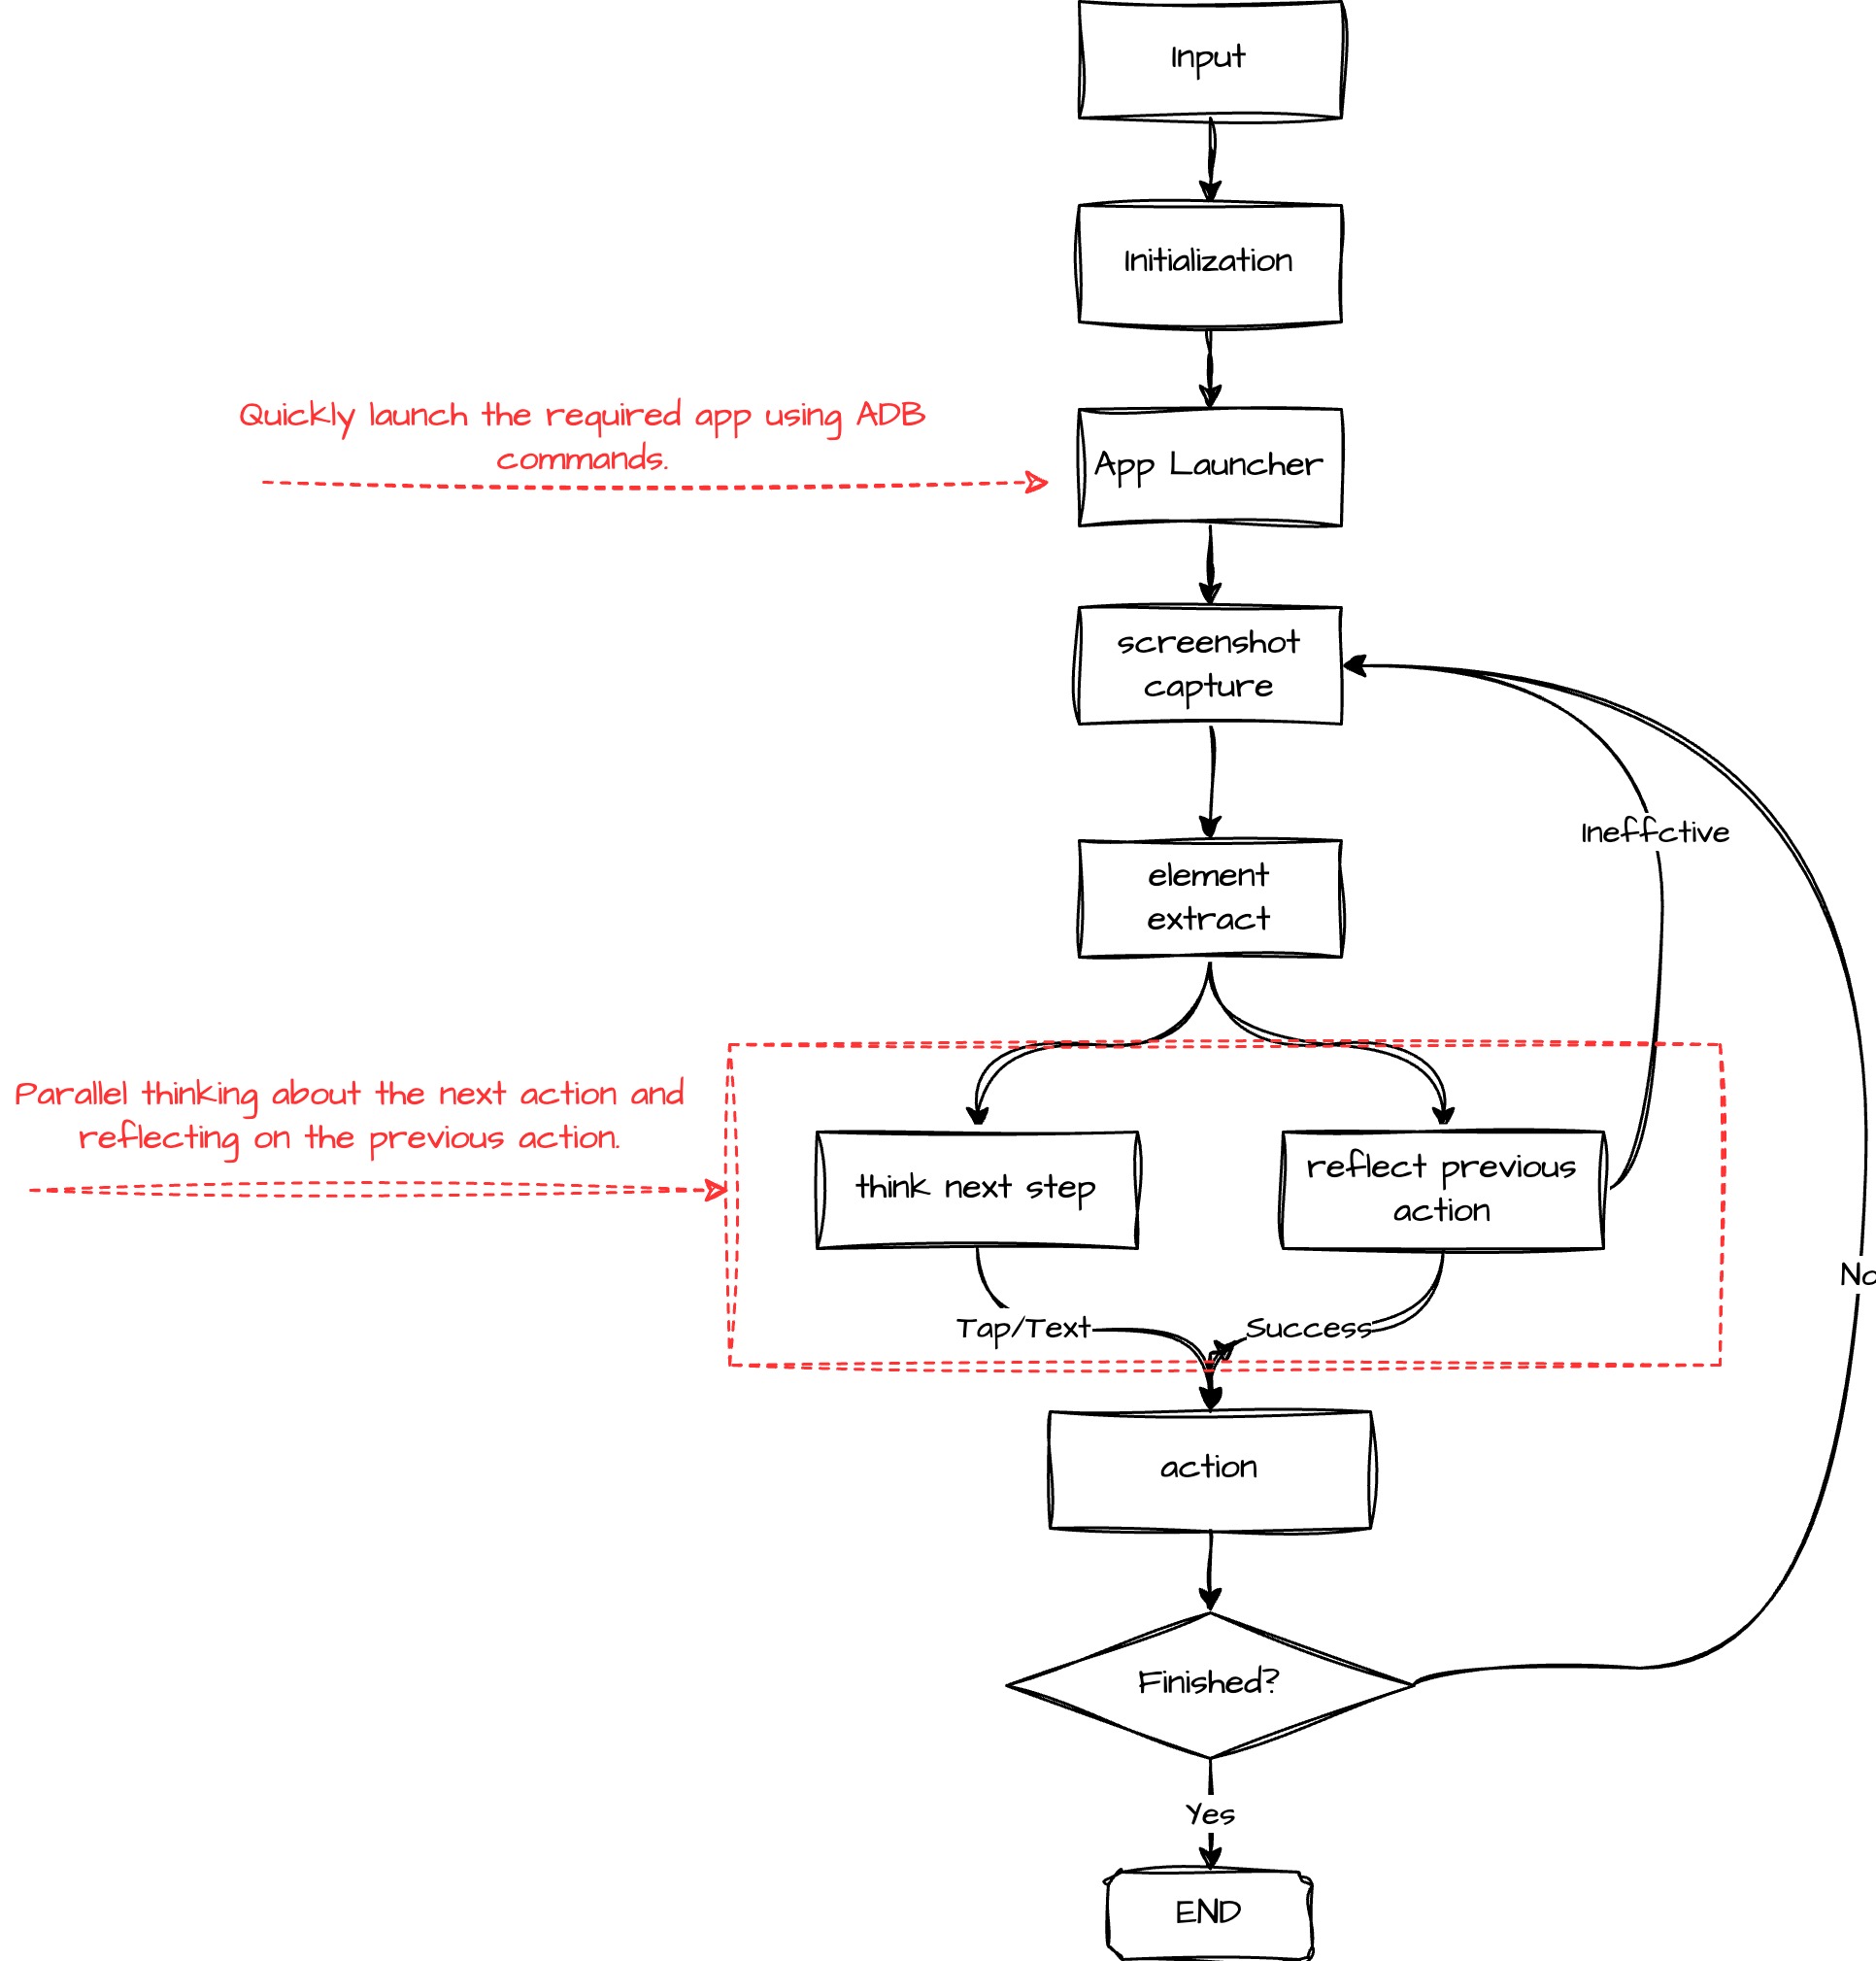 Input
Initialization
Quickly launch the required app using ADB
commands.
App Launcher
screenshot
capture
Ineffctive
element
extract
Parallel thinking about the next action and
reflecting on the previous action.
think next step
reflect previous
action
No
Tap/Text
Success
action
Finished?
Yes
END